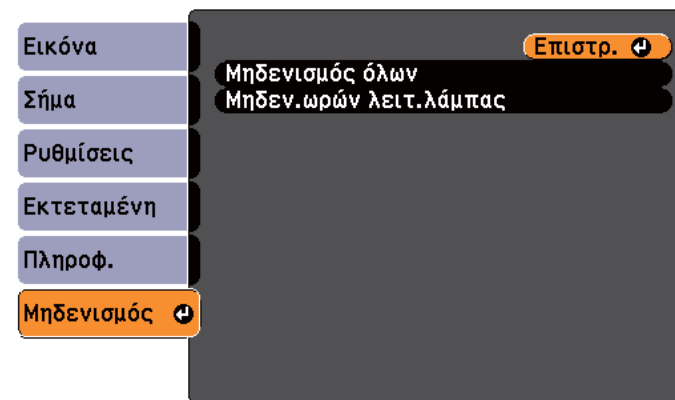 Εικόνα
Σήμα
Ρυθμίσεις
Εκτεταμένη
Πληροφ.
Μηδενισμός
Επιστρ.
Μηδενισμός όλων
Μηδεν.ωρών λειτ.λάμπας